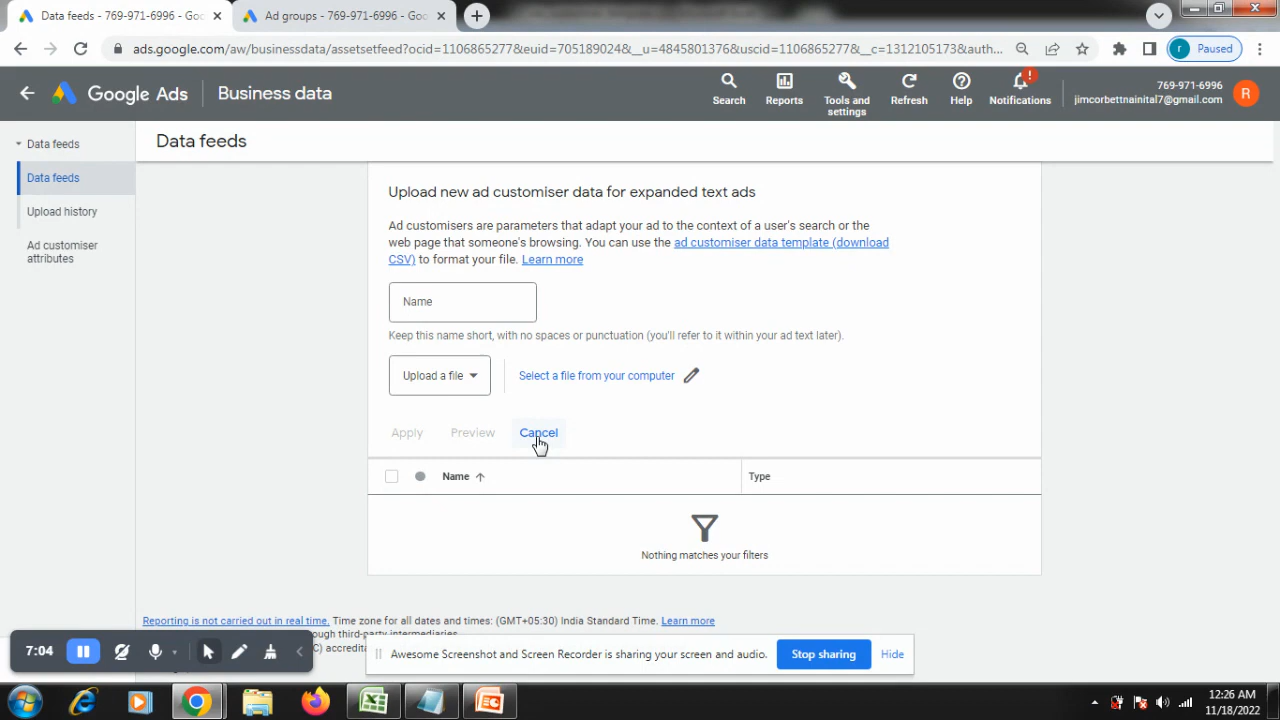 Data feeds - 769-971-6996 - Goo
Ad groups - 769-971-6996 - Goo
ads.google.com/aw/businessdata/assetsetfeed?ocid=1106865277&euid=705189024&__u=4845801376&uscid=1106865277&__c=1312105173&auth...
r Paused
Google Ads
Business data
Search
Reports
Tools and settings
Refresh
Help
!
Notifications
769-971-6996
jimcorbettnainital7@gmail.com
R
Data feeds
Data feeds
Upload history
Ad customiser
attributes
Data feeds
Upload new ad customiser data for expanded text ads
Ad customisers are parameters that adapt your ad to the context of a user's search or the
web page that someone's browsing. You can use the ad customiser data template (download
CSV) to format your file. Learn more
Name
Keep this name short, with no spaces or punctuation (you'll refer to it within your ad text later).
Upload a file
Select a file from your computer
Apply
Preview
Cancel
Name
Type
Nothing matches your filters
Reporting is not carried out in real time. Time zone for all dates and times: (GMT+05:30) India Standard Time. Learn more
ough third-party intermediaries.
C) accredita
7:04
Awesome Screenshot and Screen Recorder is sharing your screen and audio.
Stop sharing
Hide
12:26 AM
11/18/2022